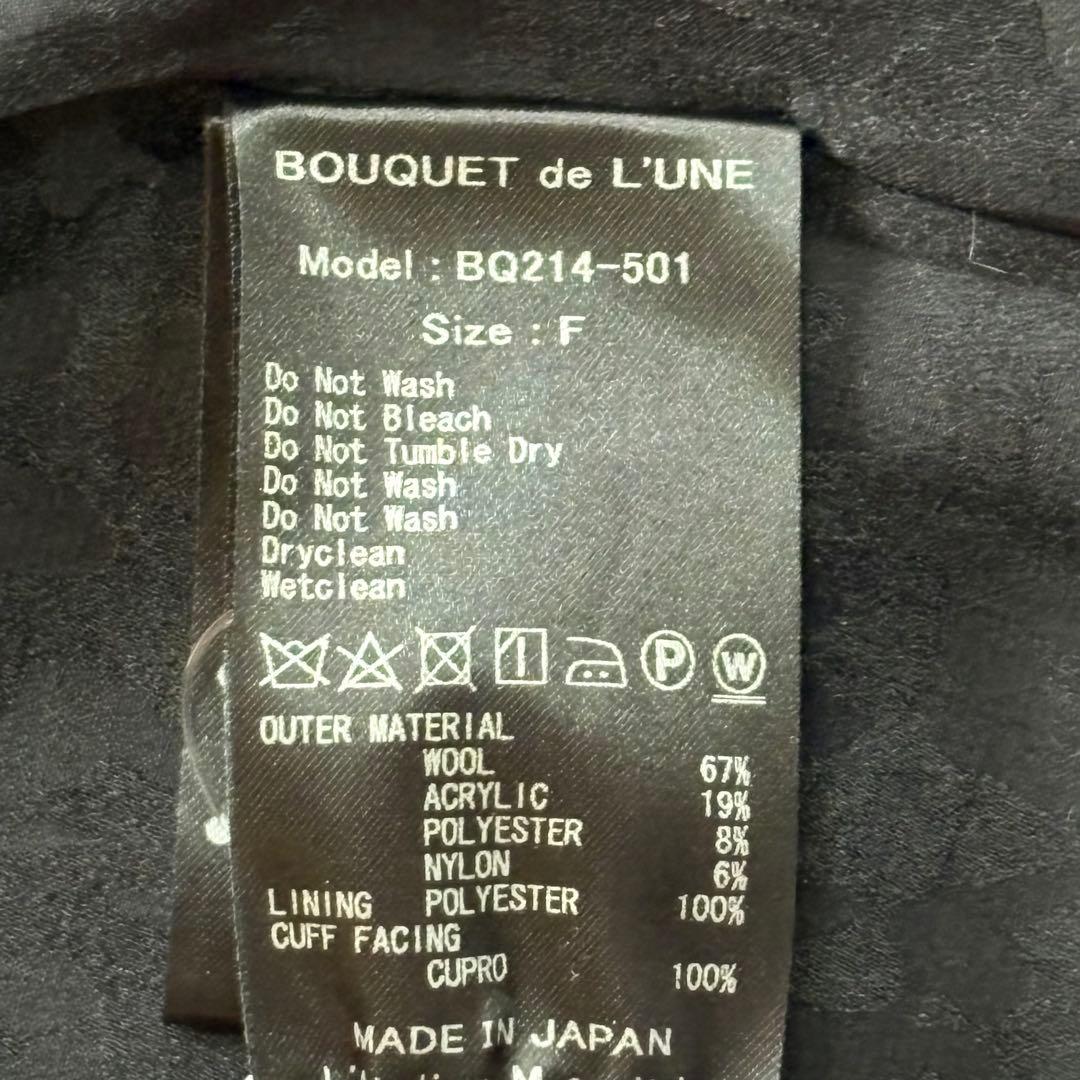 BOUQUET de L'UNE
Model : BQ214-501
Size : F
Do Not Wash
Do Not Bleach
Do Not Tumble Dry
Do Not Wash
Do Not Wash
Dryclean
Wetclean
P W
OUTER MATERIAL
WOOL 67%
ACRYLIC 19%
POLYESTER 8%
NYLON 6%
LINING POLYESTER 100%
CUFF FACING
CUPRO 100%
MADE IN JAPAN